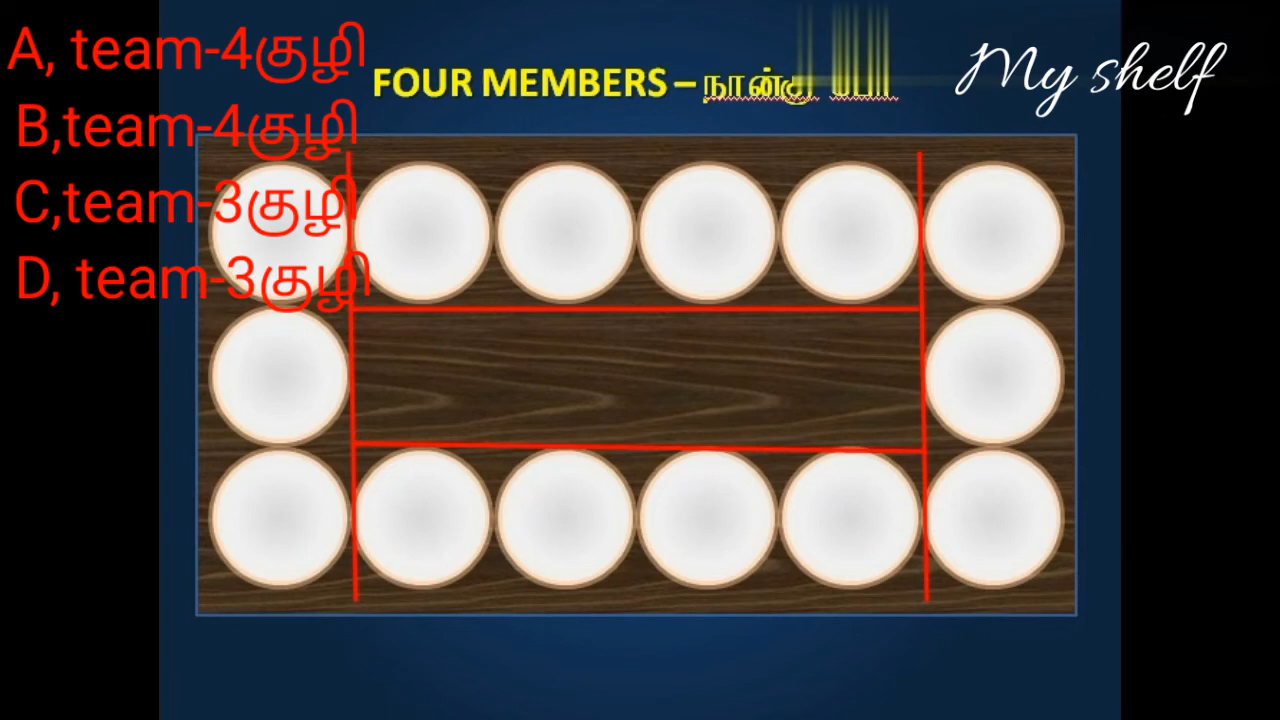 A, team-4குழி
B,team-4குழி
C,team-3குழி
D, team-3குழி
FOUR MEMBERS – நான்கு பேர்
My shelf